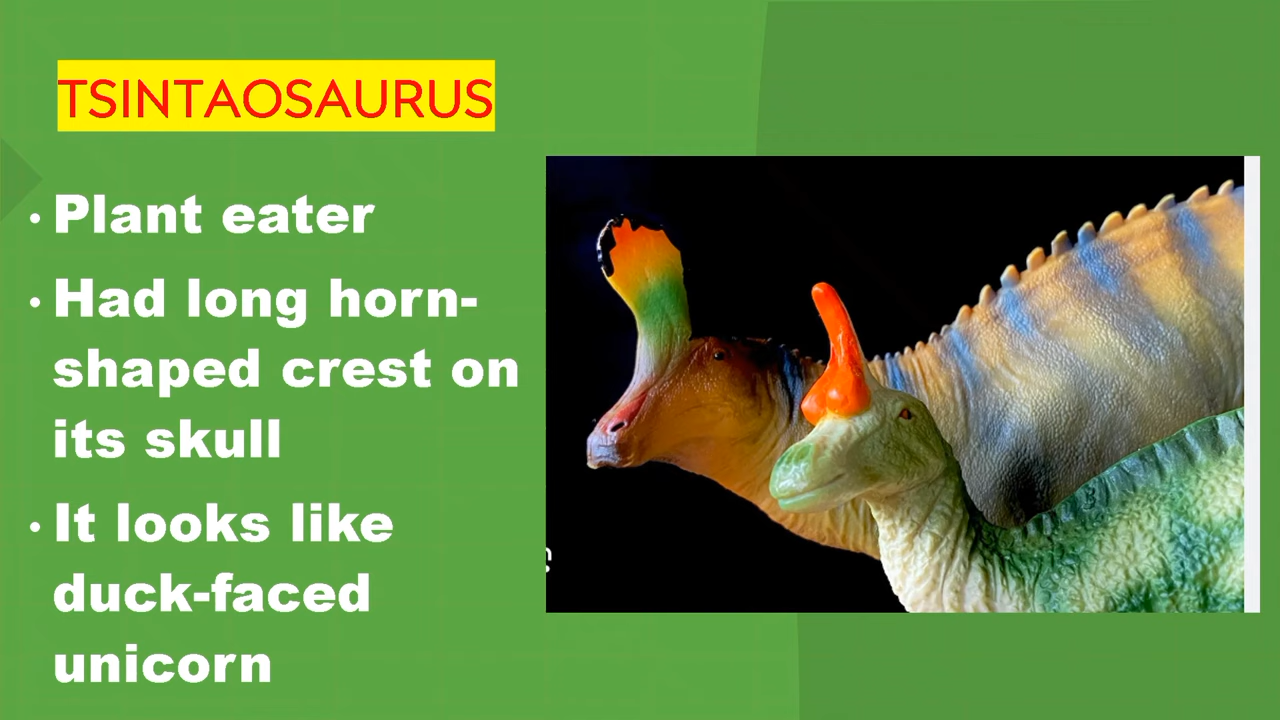 TSINTAOSAURUS
• Plant eater
• Had long horn-
shaped crest on
its skull
• It looks like
duck-faced
unicorn